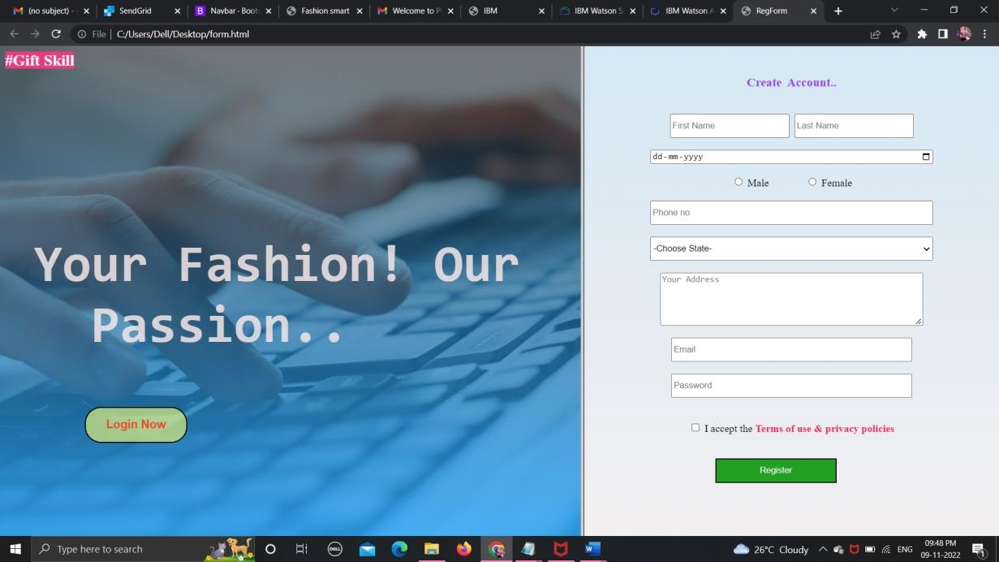 (no subject) -
SendGrid
Navbar · Boots
Fashion smart
Welcome to P
IBM
IBM Watson S
IBM Watson A
RegForm
File | C:/Users/Dell/Desktop/form.html
#Gift Skill
Your Fashion! Our
Passion..
Login Now
Create Account..
First Name
Last Name
dd-mm-yyyy
Male
Female
Phone no
-Choose State-
Your Address
Email
Password
I accept the Terms of use & privacy policies
Register
Type here to search
DELL
26°C Cloudy
ENG
09:48 PM
09-11-2022
1